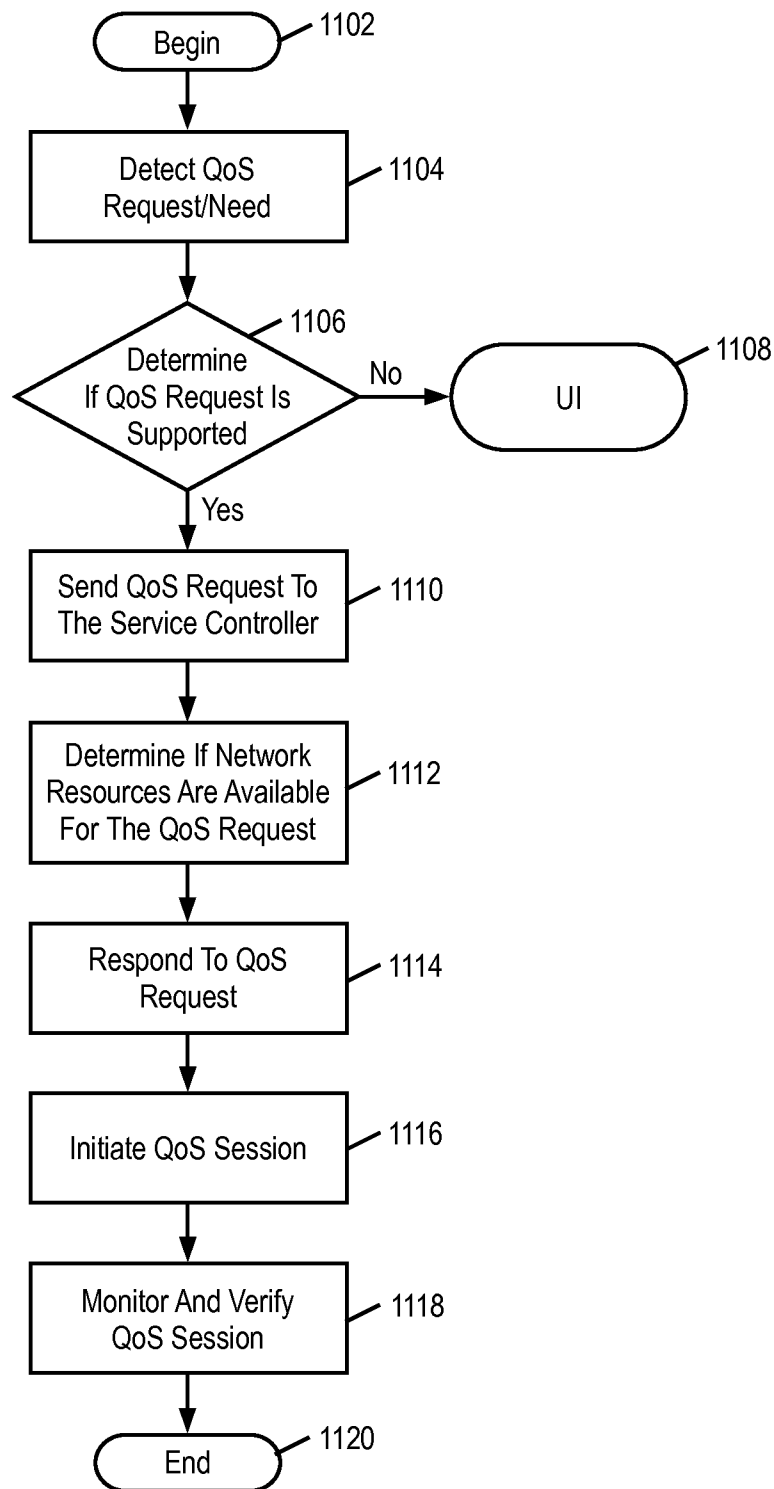 Begin
1102
Detect QoS
Request/Need
1104
1106
Determine
If QoS Request Is
Supported
No
UI
1108
Yes
Send QoS Request To
The Service Controller
1110
Determine If Network
Resources Are Available
For The QoS Request
1112
Respond To QoS
Request
1114
Initiate QoS Session
1116
Monitor And Verify
QoS Session
1118
End
1120